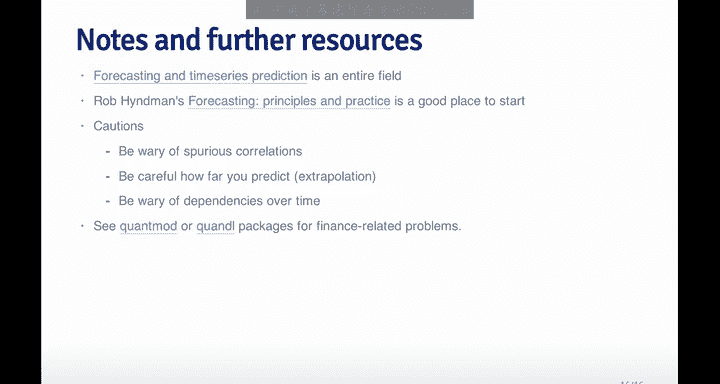 Notes and further resources
· Forecasting and timeseries prediction is an entire field
· Rob Hyndman's Forecasting: principles and practice is a good place to start
· Cautions
- Be wary of spurious correlations
- Be careful how far you predict (extrapolation)
- Be wary of dependencies over time
· See quantmod or quandl packages for finance-related problems.